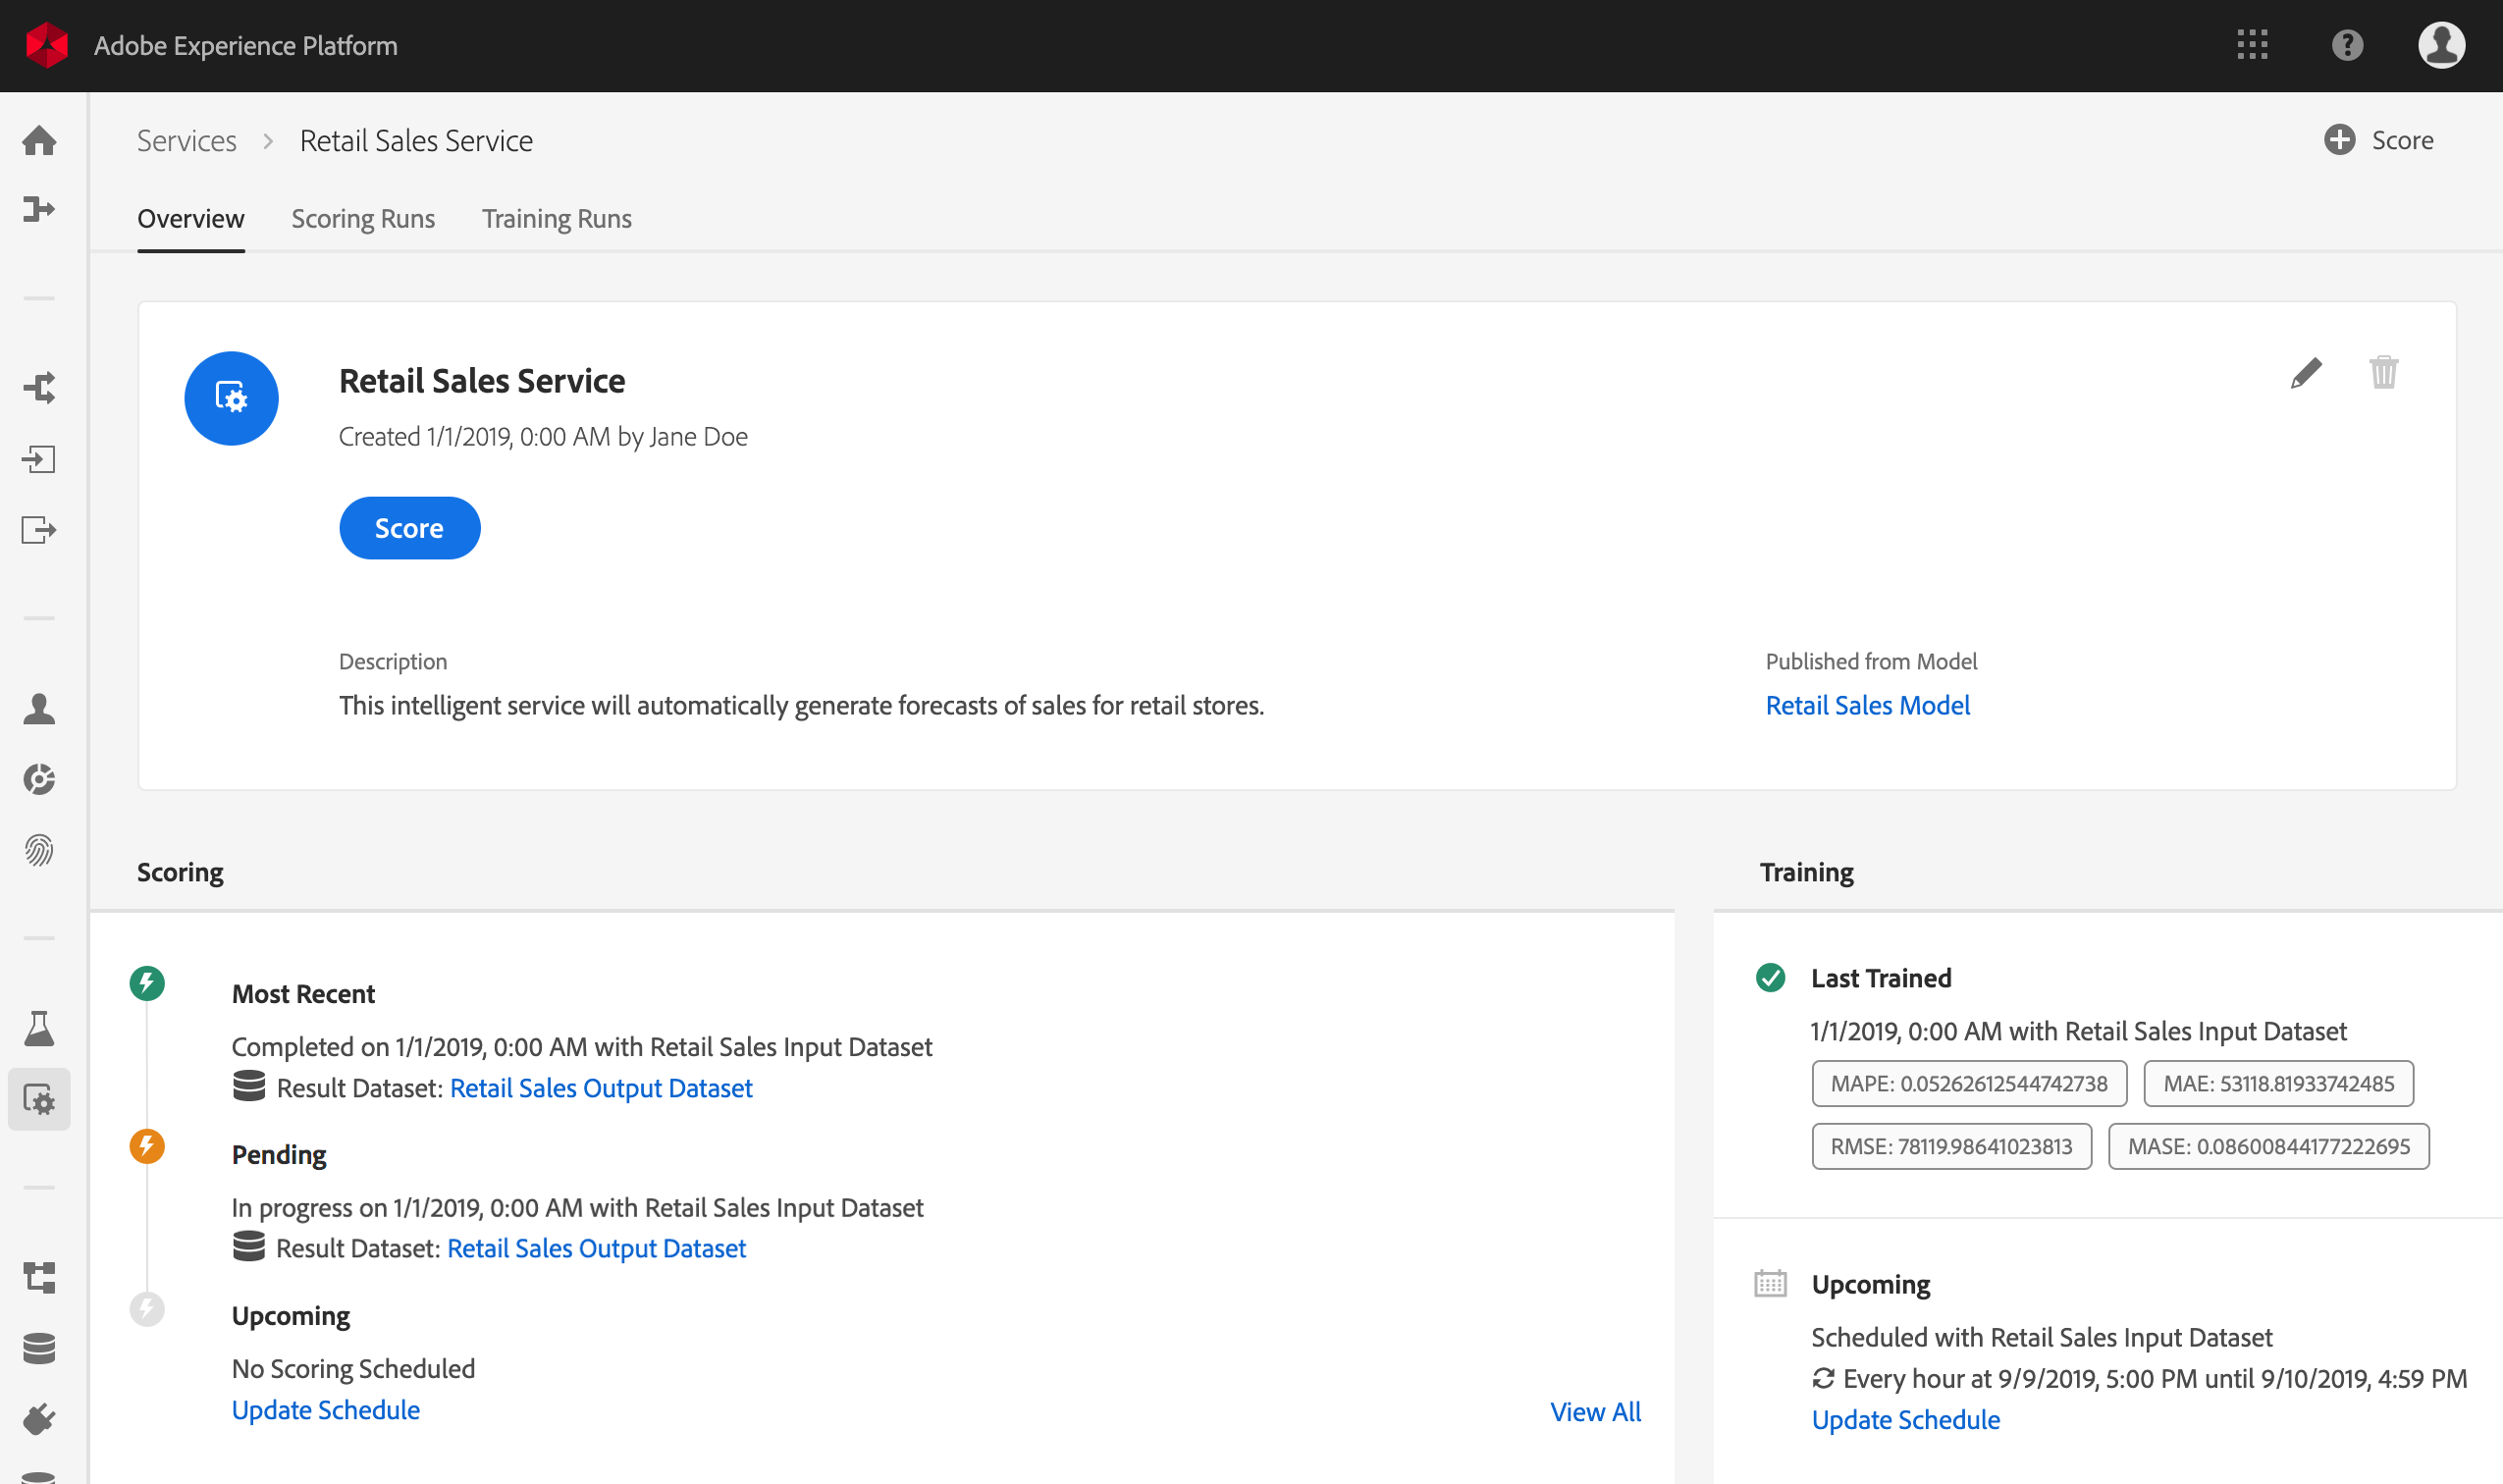 Adobe Experience Platform
Services > Retail Sales Service
Score
Overview
Scoring Runs
Training Runs
Retail Sales Service
Created 1/1/2019, 0:00 AM by Jane Doe
Score
Description
This intelligent service will automatically generate forecasts of sales for retail stores.
Published from Model
Retail Sales Model
Scoring
Most Recent
Completed on 1/1/2019, 0:00 AM with Retail Sales Input Dataset
Result Dataset: Retail Sales Output Dataset
Pending
In progress on 1/1/2019, 0:00 AM with Retail Sales Input Dataset
Result Dataset: Retail Sales Output Dataset
Upcoming
No Scoring Scheduled
Update Schedule
View All
Training
Last Trained
1/1/2019, 0:00 AM with Retail Sales Input Dataset
MAPE: 0.05262612544742738
MAE: 53118.81933742485
RMSE: 78119.98641023813
MASE: 0.08600844177222695
Upcoming
Scheduled with Retail Sales Input Dataset
Every hour at 9/9/2019, 5:00 PM until 9/10/2019, 4:59 PM
Update Schedule